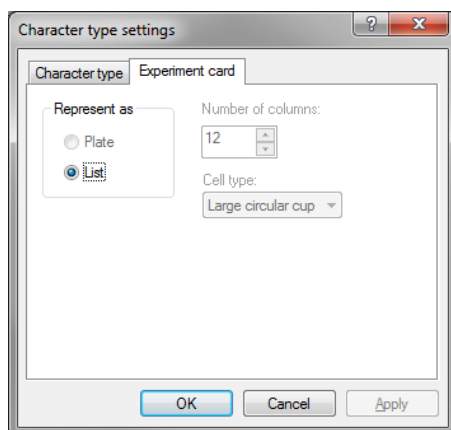 Character type settings
?
Character type
Experiment card
Represent as
Plate
List
Number of columns:
12
Cell type:
Large circular cup
OK
Cancel
Apply